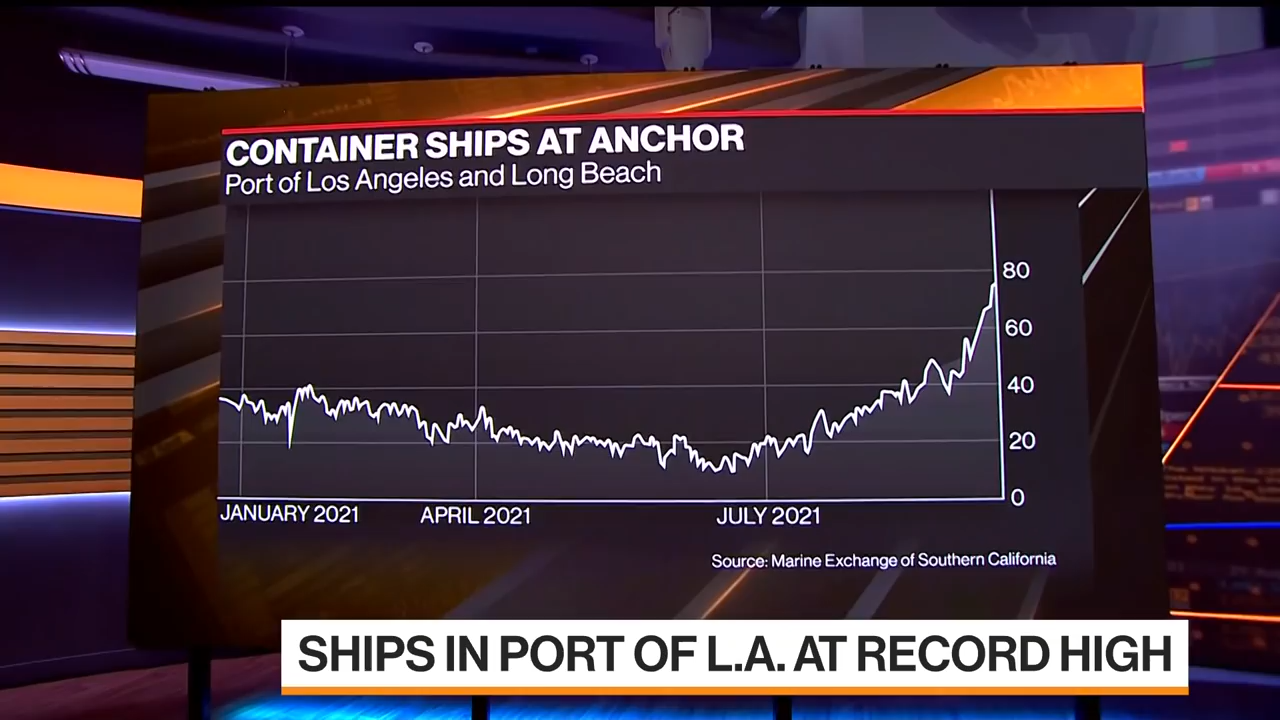 CONTAINER SHIPS AT ANCHOR
Port of Los Angeles and Long Beach
80
60
40
20
0
JANUARY 2021 APRIL 2021 JULY 2021
Source: Marine Exchange of Southern California
SHIPS IN PORT OF L.A. AT RECORD HIGH